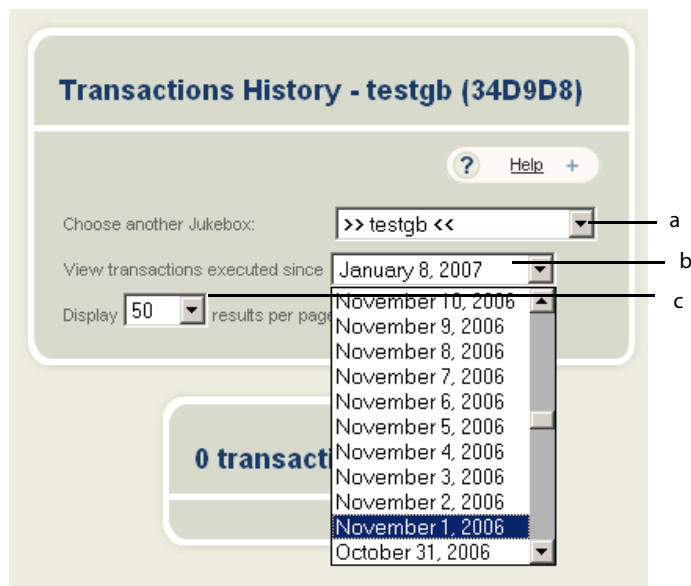 Transactions History - testgb (34D9D8)
? Help +
Choose another Jukebox: >> testgb << a
View transactions executed since January 8, 2007 b
Display 50 results per page c
November 10, 2006
November 9, 2006
November 8, 2006
November 7, 2006
November 6, 2006
November 5, 2006
0 transacti
November 4, 2006
November 3, 2006
November 2, 2006
November 1, 2006
October 31, 2006